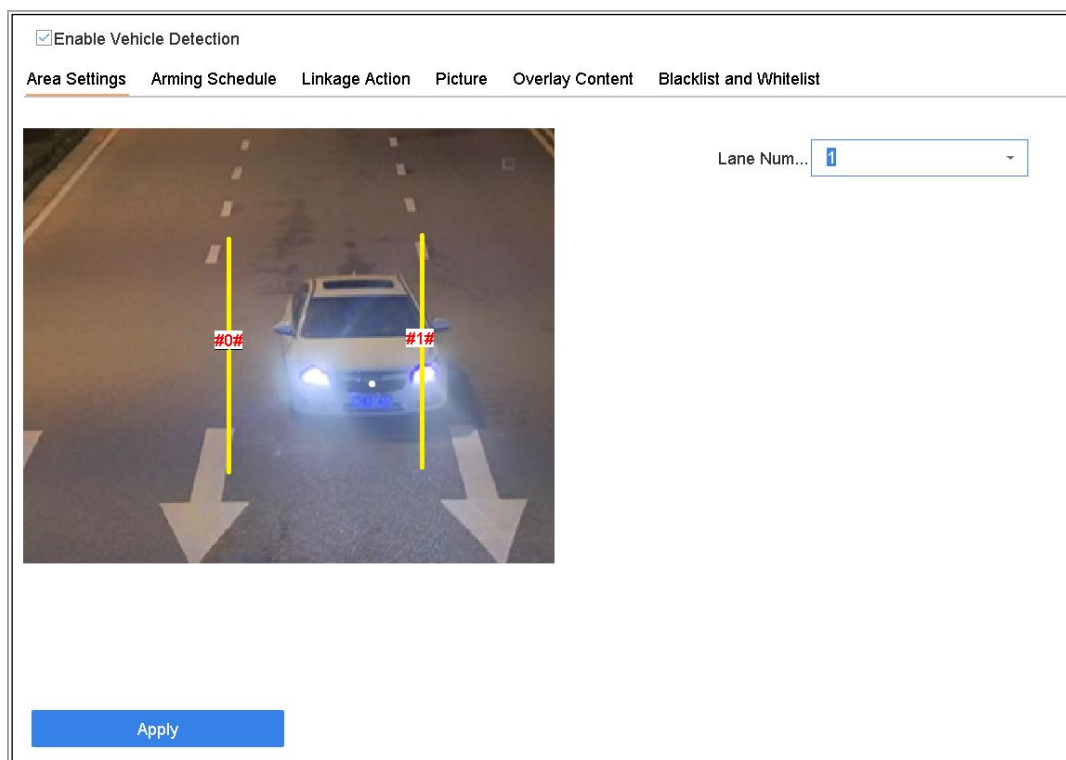 Enable Vehicle Detection
Area Settings Arming Schedule Linkage Action Picture Overlay Content Blacklist and Whitelist
Lane Num... 1
#0# #1#
Apply